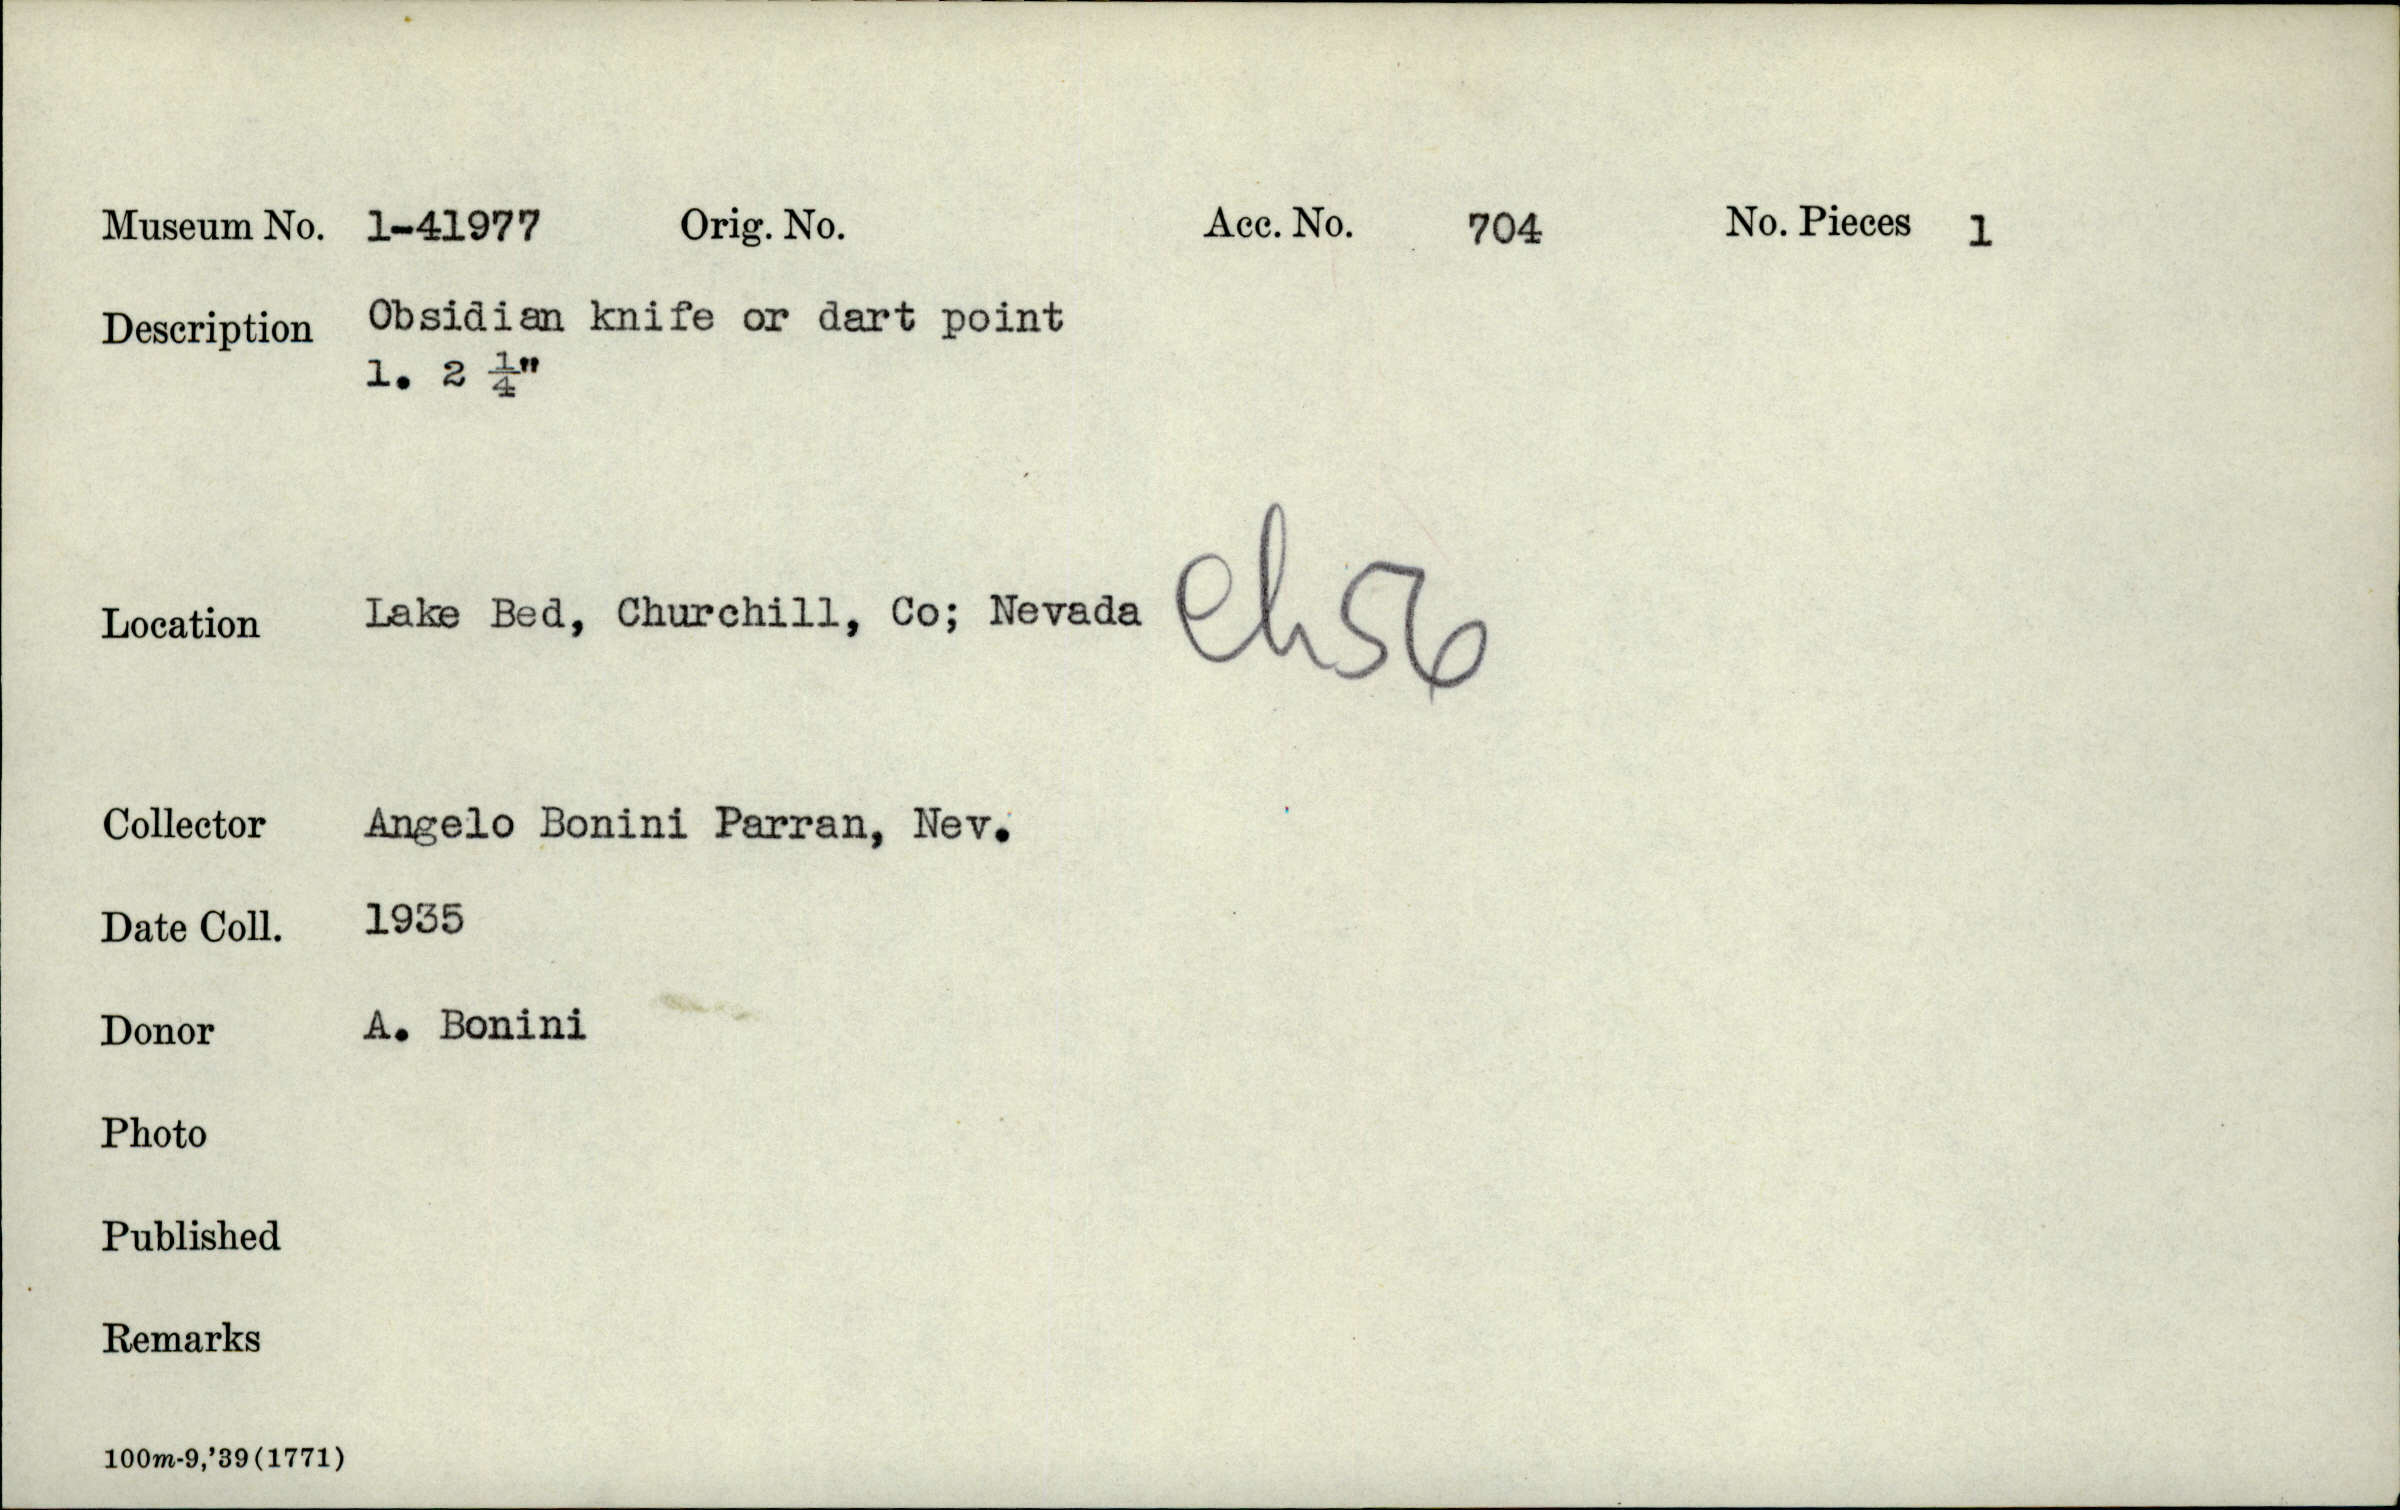 Museum No. 1-41977 Orig. No. Acc. No. 704 No. Pieces 1
Description Obsidian knife or dart point
l. 2 1/4"
Location Lake Bed, Churchill, Co; Nevada Ch56
Collector Angelo Bonini Parran, Nev.
Date Coll. 1935
Donor A. Bonini
Photo
Published
Remarks
100m-9,'39(1771)